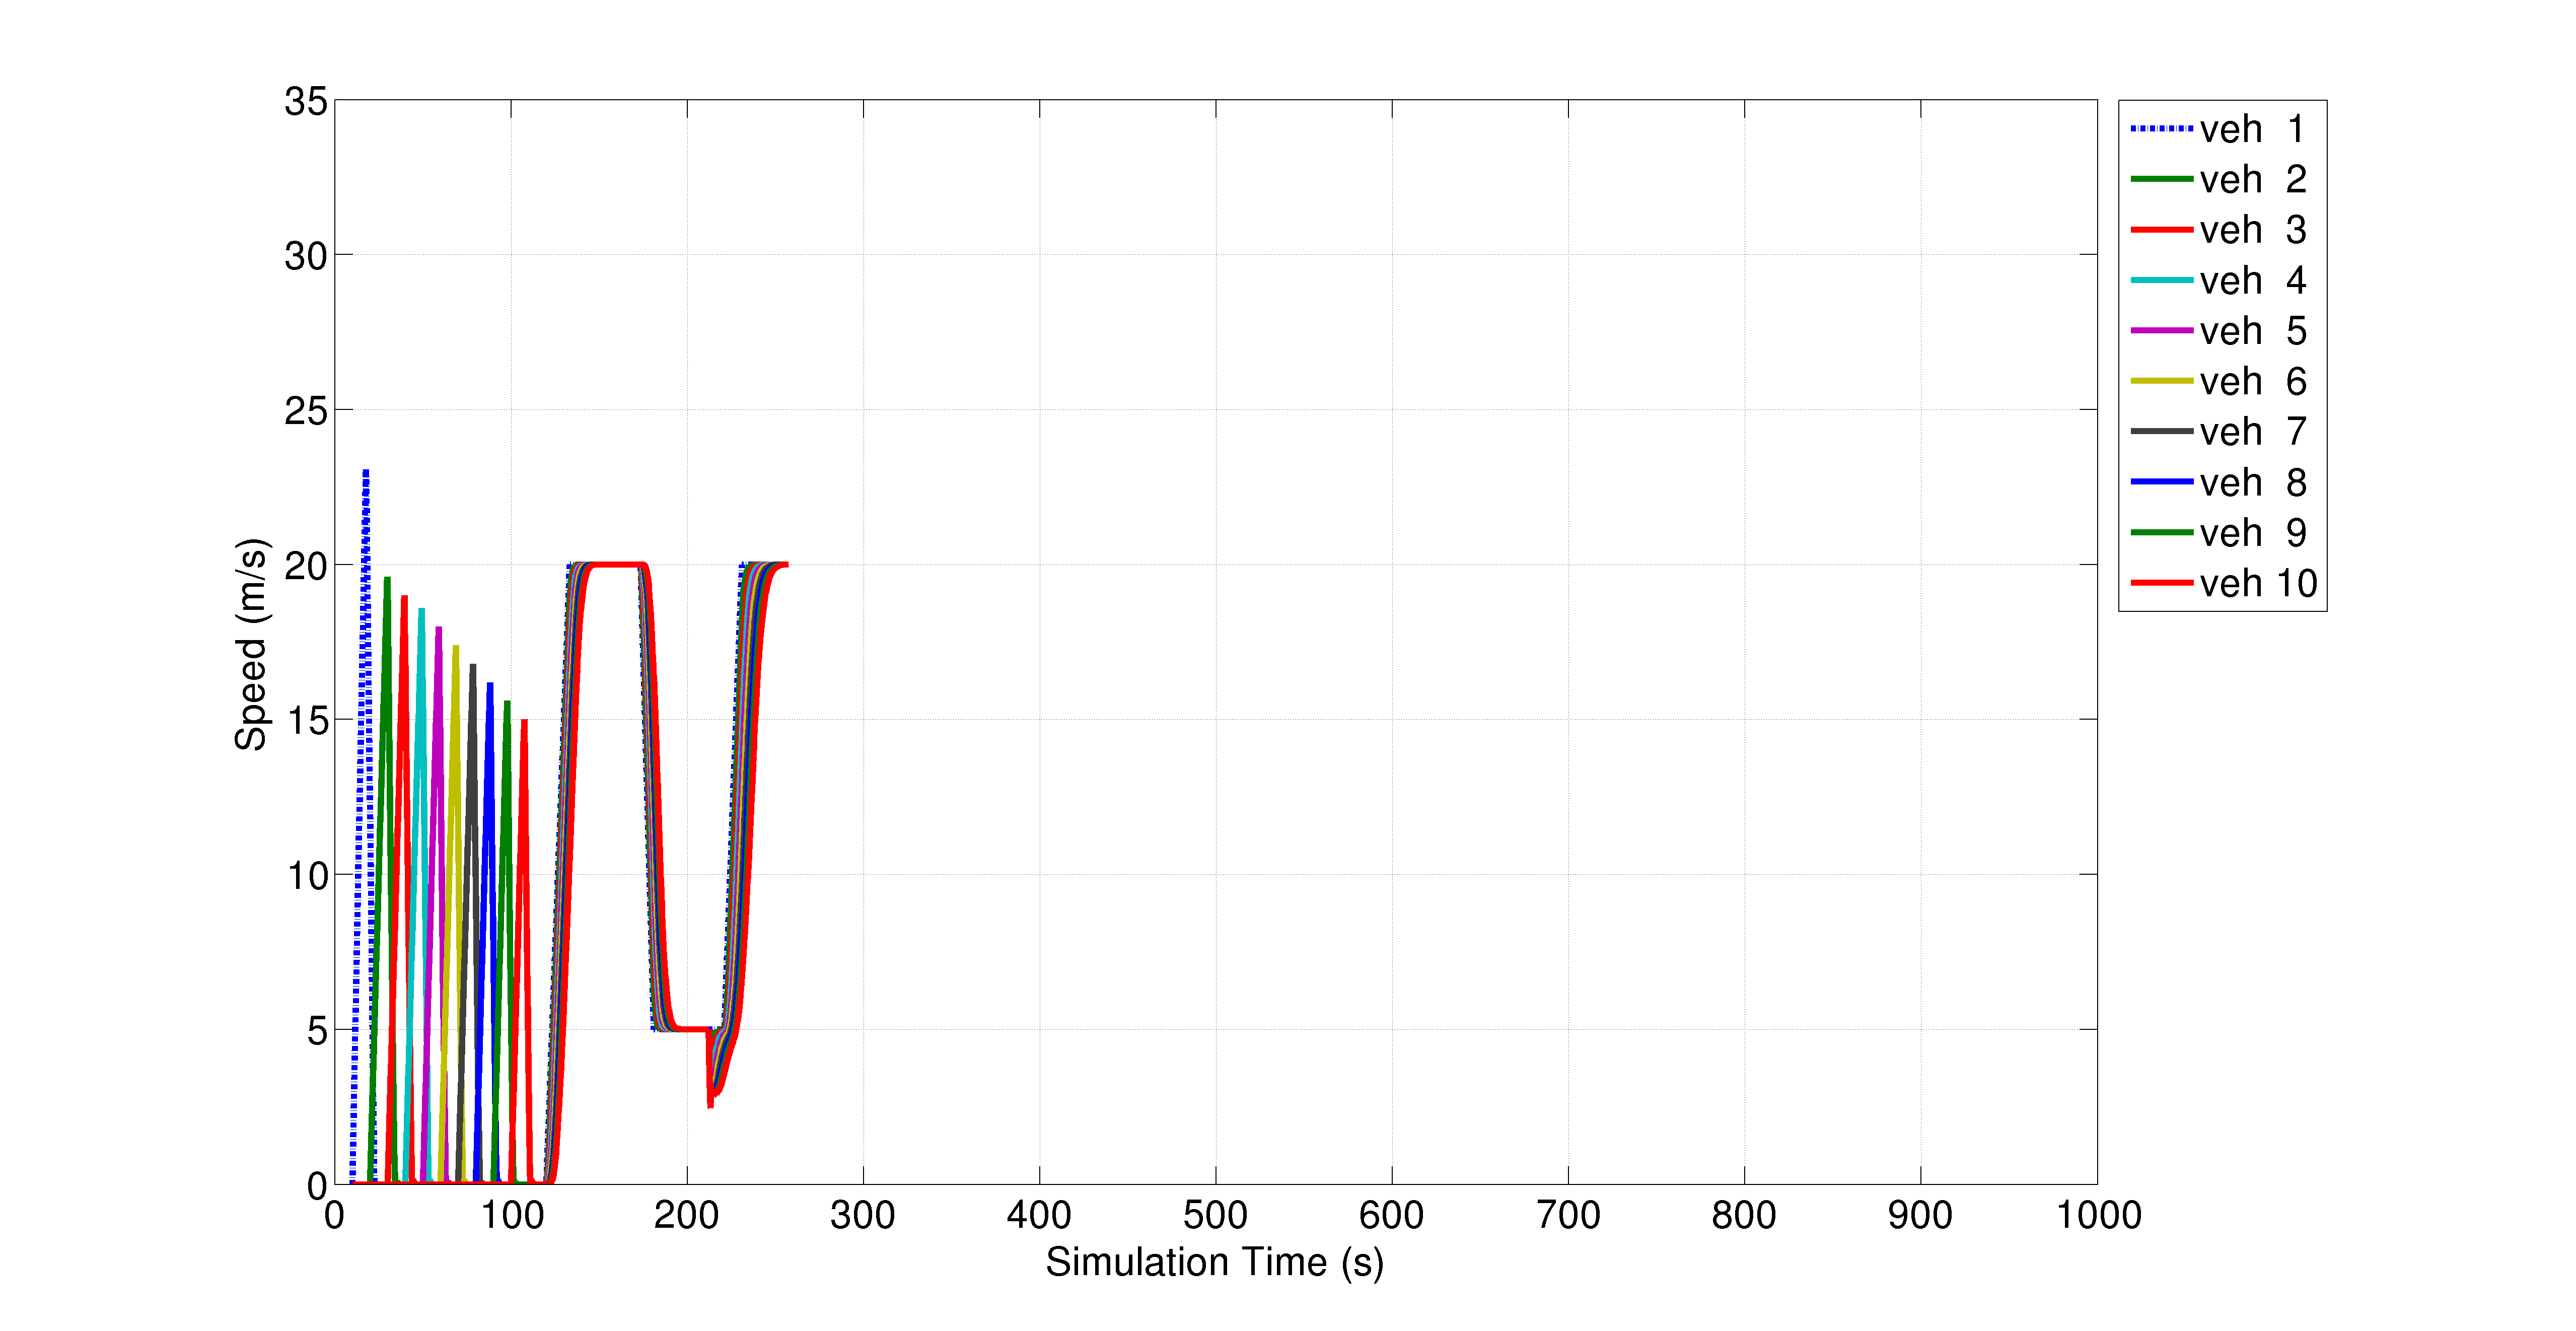 35
30
25
20
15
10
5
0
Speed (m/s)
0 100 200 300 400 500 600 700 800 900 1000
Simulation Time (s)
veh 1
veh 2
veh 3
veh 4
veh 5
veh 6
veh 7
veh 8
veh 9
veh 10